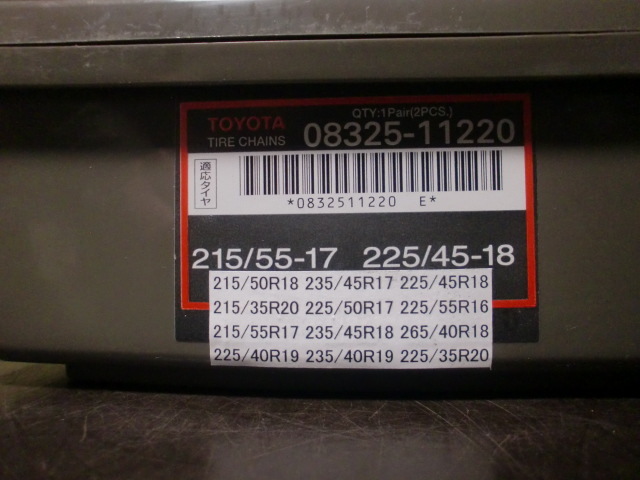 QTY:1Pair(2PCS.)
TOYOTA
TIRE CHAINS 08325-11220
適応タイヤ
*0832511220 E*
215/55-17 225/45-18
215/50R18 235/45R17 225/45R18
215/35R20 225/50R17 225/55R16
215/55R17 235/45R18 265/40R18
225/40R19 235/40R19 225/35R20